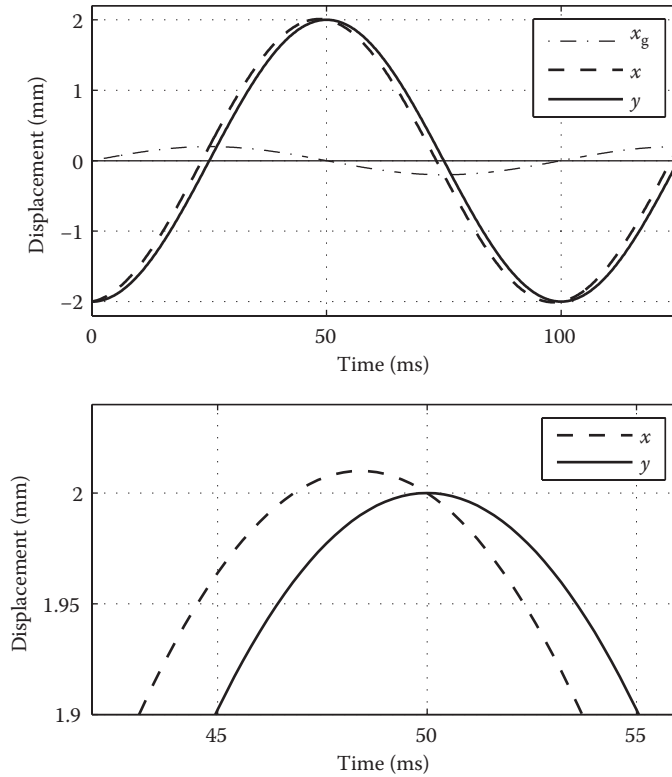 2
1
0
−1
−2
Displacement (mm)
x_g
x
y
0
50
100
Time (ms)
2
1.95
1.9
Displacement (mm)
x
y
45
50
55
Time (ms)